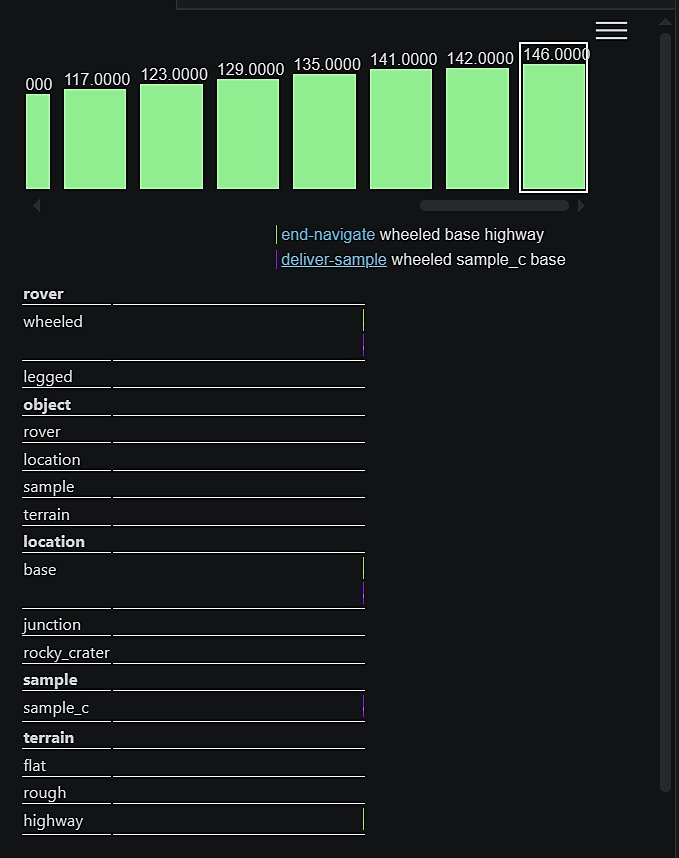 000 117.0000 123.0000 129.0000 135.0000 141.0000 142.0000 146.0000
end-navigate wheeled base highway
deliver-sample wheeled sample_c base
rover
wheeled
legged
object
rover
location
sample
terrain
location
base
junction
rocky_crater
sample
sample_c
terrain
flat
rough
highway